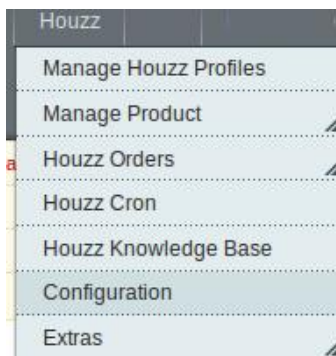 Houzz
Manage Houzz Profiles
Manage Product
a
Houzz Orders
Houzz Cron
Houzz Knowledge Base
Configuration
Extras